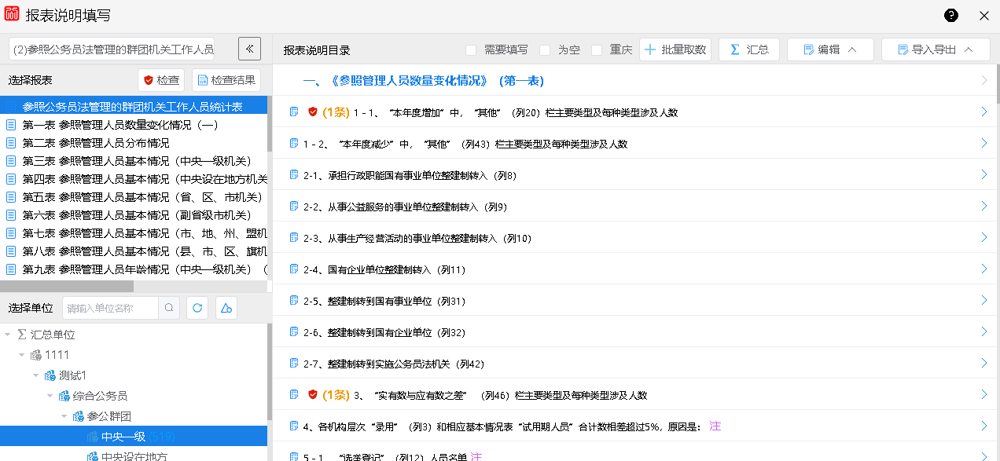 报表说明填写
(2)参照公务员法管理的群团机关工作人员
报表说明目录
需要填写
为空
重庆
批量取数
汇总
编辑
导入导出
选择报表
检查
检查结果
参照公务员法管理的群团机关工作人员统计表
第一表 参照管理人员数量变化情况（一）
第二表 参照管理人员分布情况
第三表 参照管理人员基本情况（中央一级机关）
第四表 参照管理人员基本情况（中央设在地方机关
第五表 参照管理人员基本情况（省、区、市机关）
第六表 参照管理人员基本情况（副省级市机关）
第七表 参照管理人员基本情况（市、地、州、盟机
第八表 参照管理人员基本情况（县、市、区、旗机
第九表 参照管理人员年龄情况（中央一级机关）（
选择单位
请输入单位名称
汇总单位
1111
测试1
综合公务员
参公群团
中央一级 (519)
中央设在地方
一、《参照管理人员数量变化情况》（第一表）
(1条) 1－1、“本年度增加”中，“其他”（列20）栏主要类型及每种类型涉及人数
1－2、“本年度减少”中，“其他”（列43）栏主要类型及每种类型涉及人数
2-1、承担行政职能国有事业单位整建制转入（列8）
2-2、从事公益服务的事业单位整建制转入（列9）
2-3、从事生产经营活动的事业单位整建制转入（列10）
2-4、国有企业单位整建制转入（列11）
2-5、整建制转到国有事业单位（列31）
2-6、整建制转到国有企业单位（列32）
2-7、整建制转到实施公务员法机关（列42）
(1条) 3、“实有数与应有数之差”（列46）栏主要类型及每种类型涉及人数
4、各机构层次“录用”（列3）和相应基本情况表“试用期人员”合计数相差超过5%，原因是： 注
5－1、“选举登记”（列12）人员名单 注